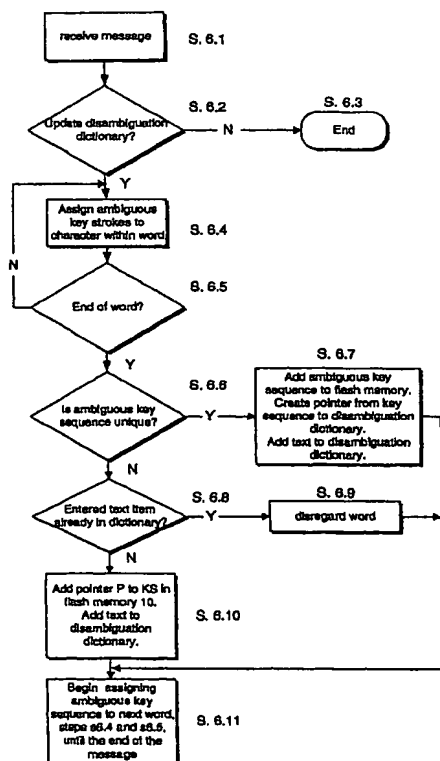 receive message
S. 6.1
Update disambiguation
dictionary?
S. 6.2
N
S. 6.3
End
Y
Assign ambiguous
key strokes to
character within word.
S. 6.4
N
End of word?
S. 6.5
Y
Is ambiguous key
sequence unique?
S. 6.6
Y
S. 6.7
Add ambiguous key
sequence to flash memory.
Create pointer from key
sequence to disambiguation
dictionary.
Add text to disambiguation
dictionary.
N
Entered text item
already in dictionary?
S. 6.8
Y
S. 6.9
disregard word
N
Add pointer P to KS in
flash memory 10.
Add text to
disambiguation
dictionary.
S. 6.10
Begin assigning
ambiguous key
sequence to next word,
steps s6.4 and s6.5,
until the end of the
message
S. 6.11